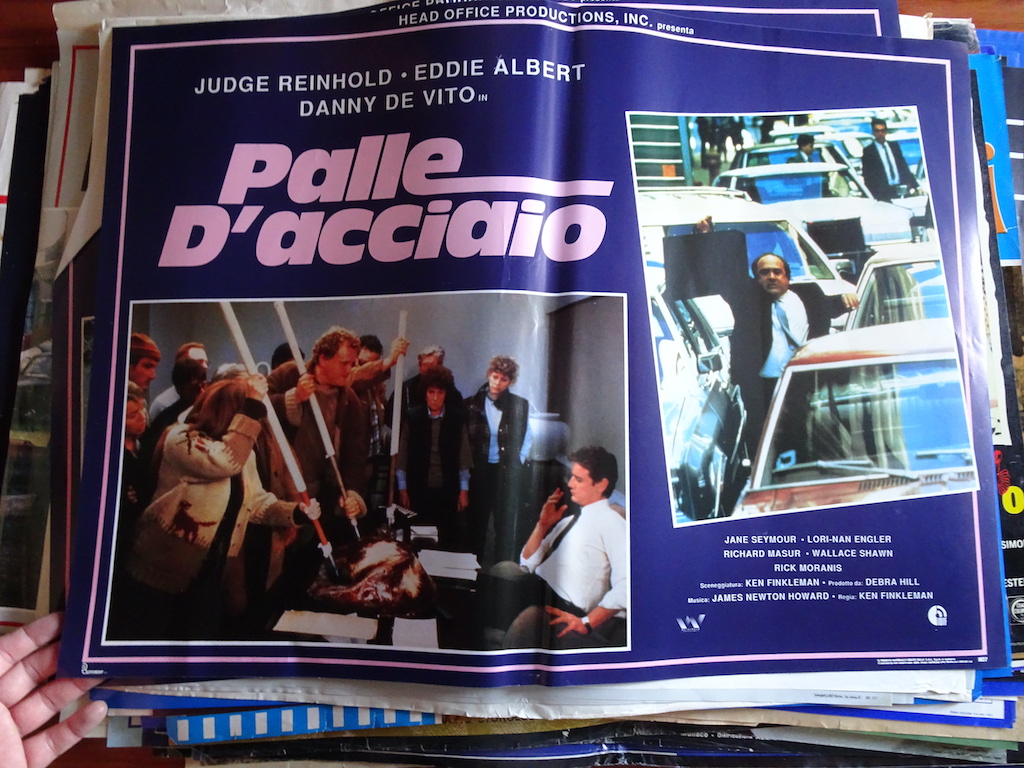 HEAD OFFICE PRODUCTIONS, INC. presenta
JUDGE REINHOLD • EDDIE ALBERT
DANNY DE VITO IN
Palle
D'acciaio
JANE SEYMOUR • LORI-NAN ENGLER
RICHARD MASUR • WALLACE SHAWN
RICK MORANIS
Sceneggiatura: KEN FINKLEMAN • Prodotto da: DEBRA HILL
Musica: JAMES NEWTON HOWARD • Regia: KEN FINKLEMAN